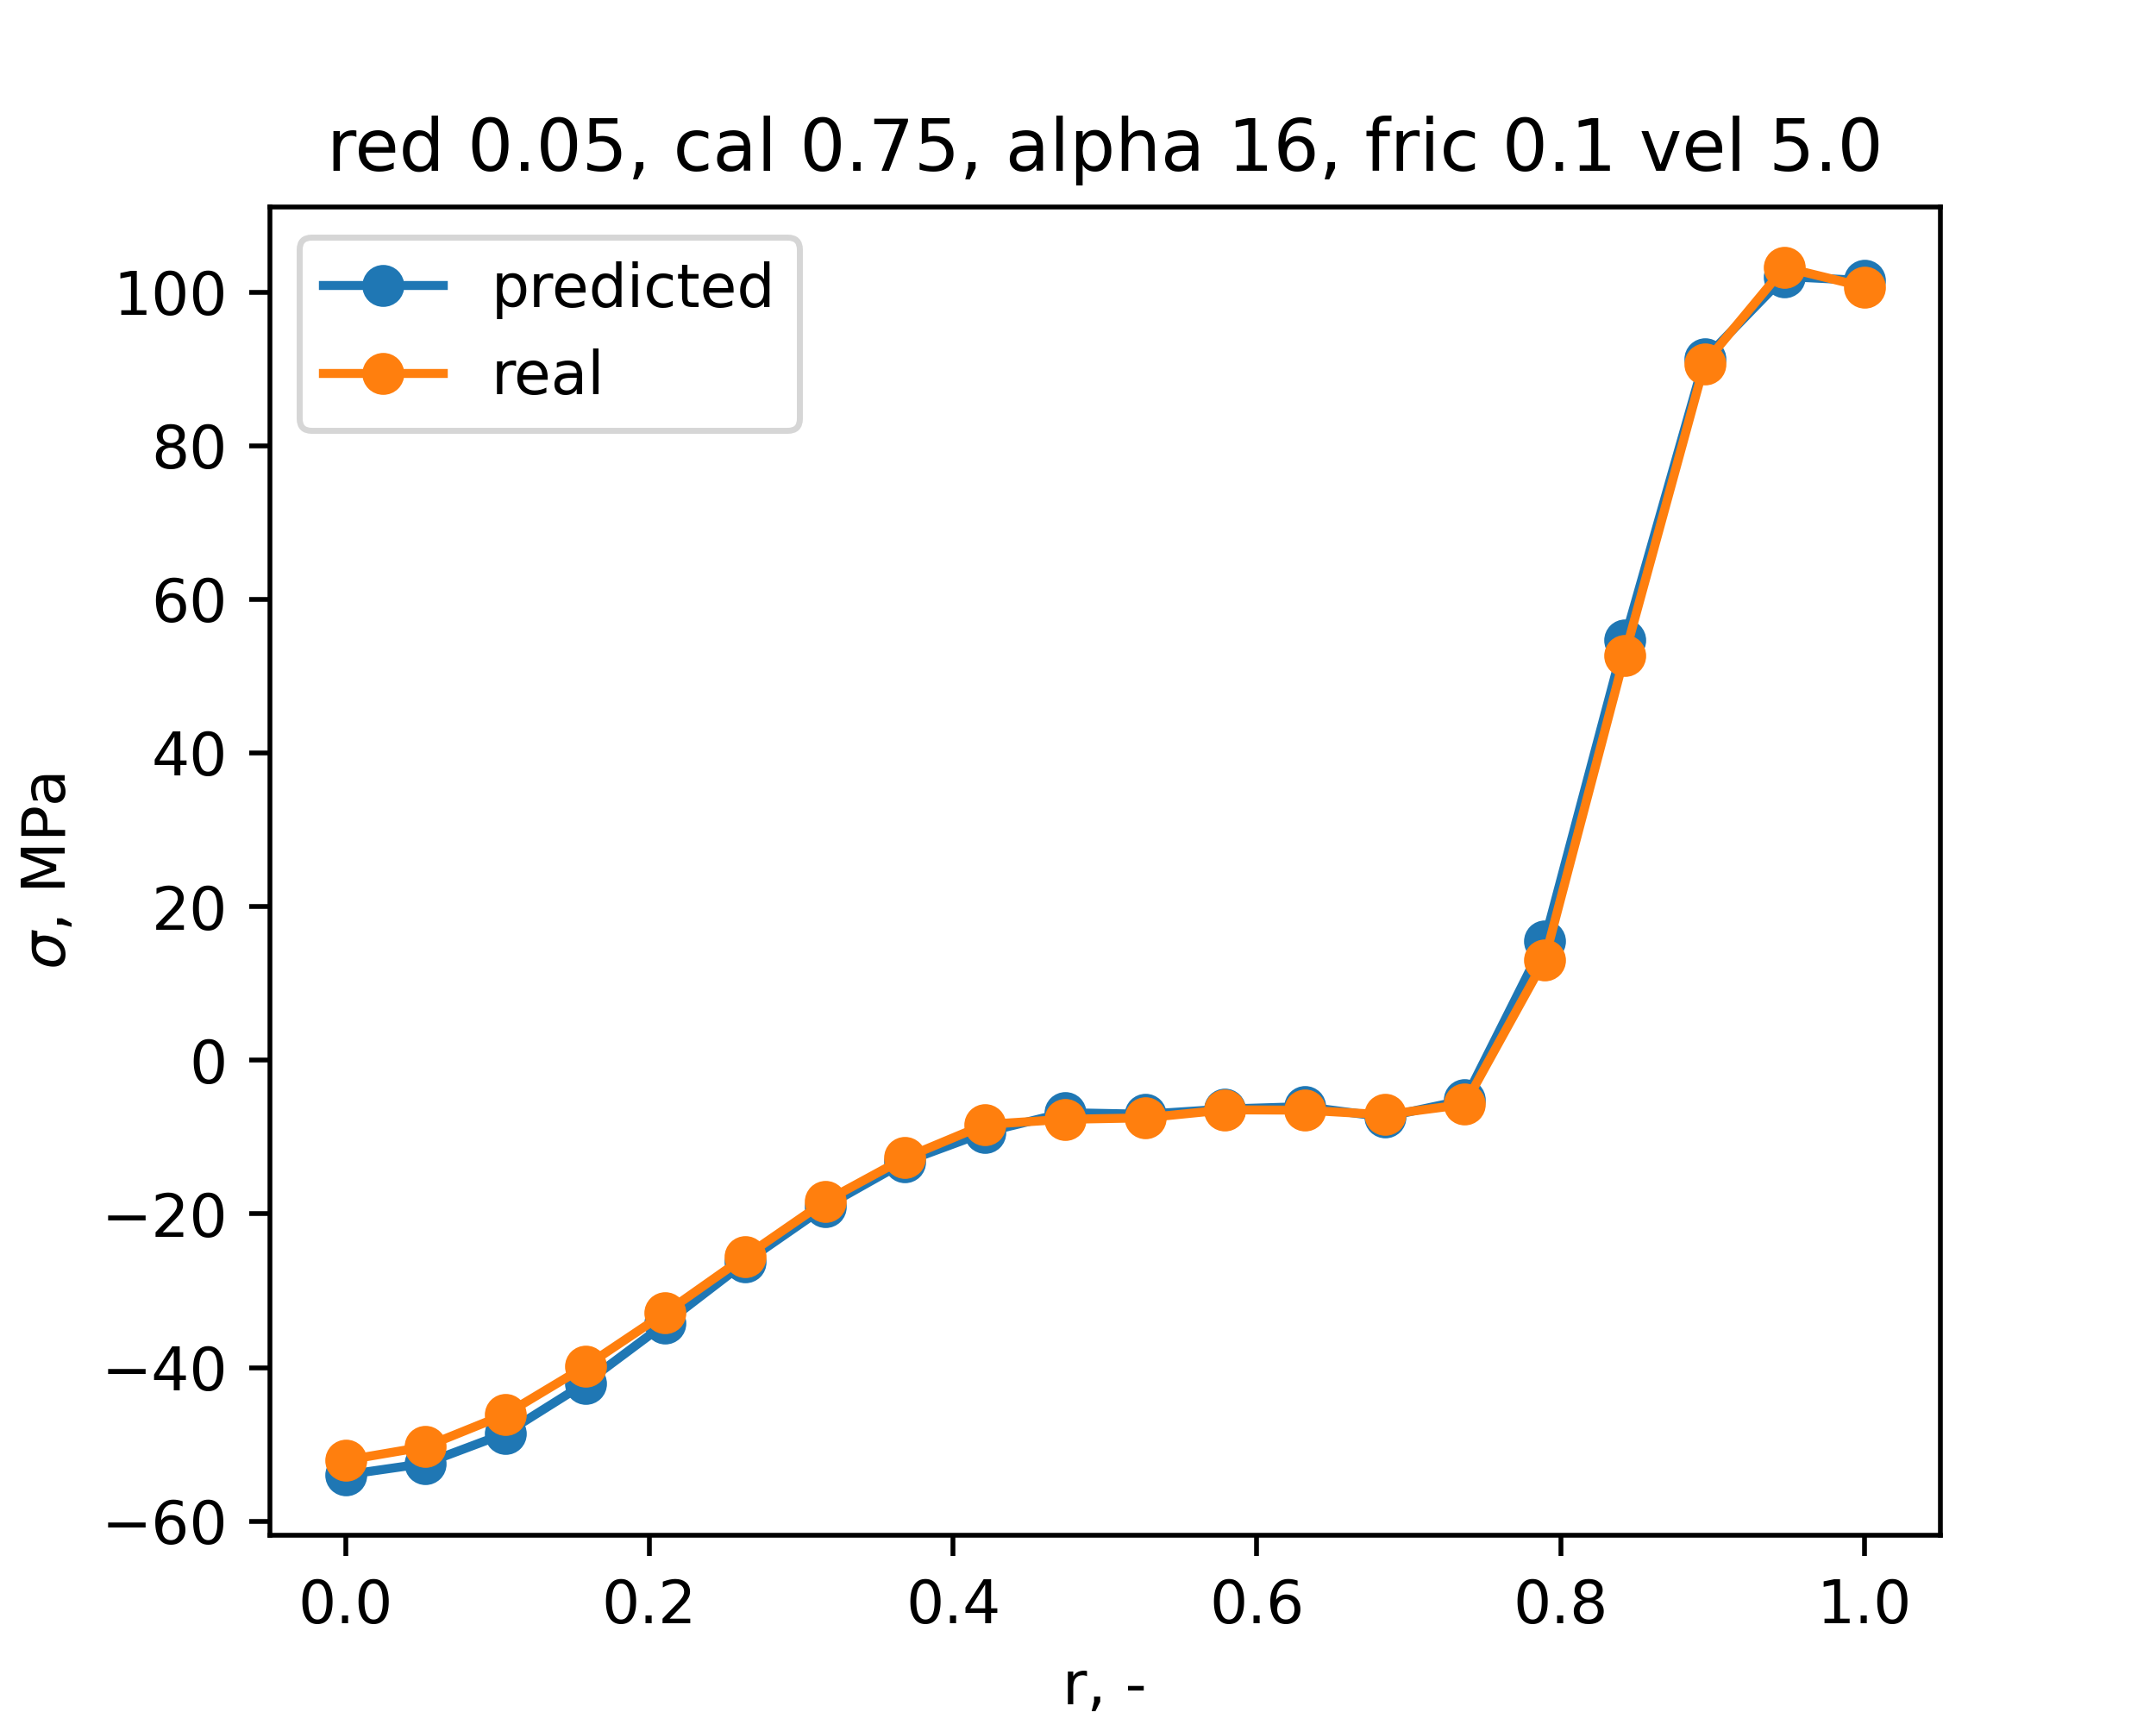 red 0.05, cal 0.75, alpha 16, fric 0.1 vel 5.0
predicted
real
100
80
60
40
20
0
−20
−40
−60
σ, MPa
0.0 0.2 0.4 0.6 0.8 1.0
r, -